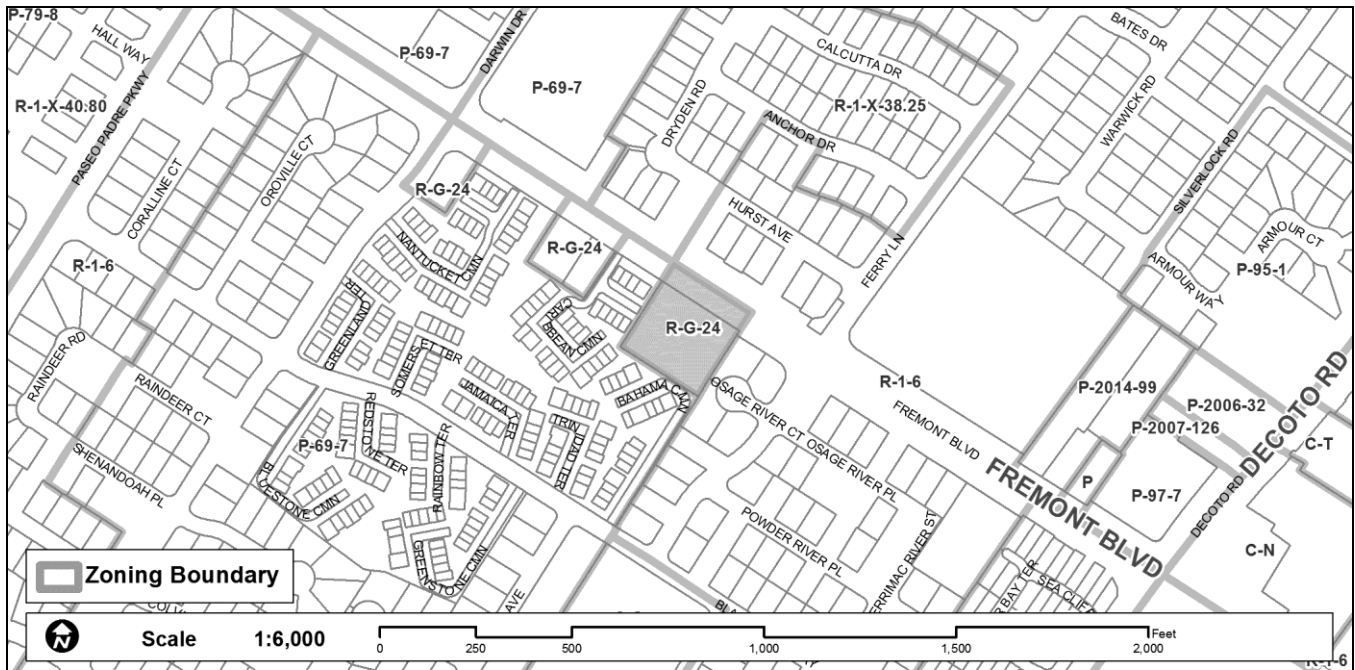 P-79-8
HALL WAY
PASEO PADRE PKWY
R-1-X-40.80
P-69-7
DARWIN DR
P-69-7
CALCUTTA DR
BATES DR
R-1-X-38.25
DRYDEN RD
ANCHOR DR
WARWICK RD
SILVERLOCK RD
CORALLINE CT
OROVILLE CT
R-G-24
NANTUCKET CMN
R-G-24
HURST AVE
FERRY LN
ARMOUR CT
P-95-1
ARMOUR WAY
R-1-6
GREENLAND TER
CARIBBEAN CMN
R-G-24
RAINDEER RD
RAINDEER CT
SOMERSET TER
JAMAICA TER
BAHAMA CMN
OSAGE RIVER CT
OSAGE RIVER PL
R-1-6
FREMONT BLVD
P-2014-99
P-2006-32
P-2007-126
DECOTO RD
C-T
SHENANDOAH PL
P-69-7
REDSTONE TER
RAINBOW TER
TRINIDAD TER
BLUESTONE CMN
GREENSTONE CMN
POWDER RIVER PL
FREMONT BLVD
P
P-97-7
DECOTO RD
C-N
AVE
SEA CLIFF
BAY TER
Zoning Boundary
N
Scale 1:6,000
0 250 500 1,000 1,500 2,000
Feet
R-1-6